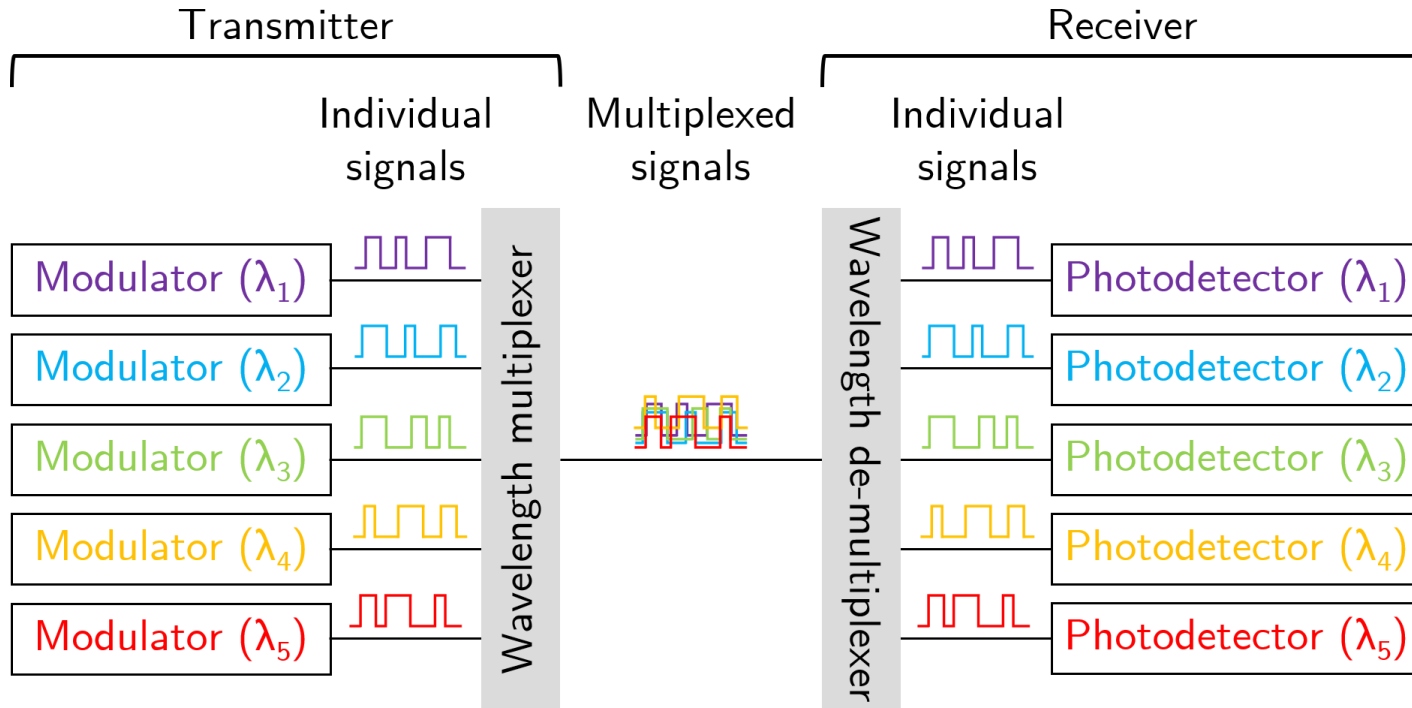 Transmitter
Receiver
Individual
signals
Multiplexed
signals
Individual
signals
Modulator (λ₁)
Modulator (λ₂)
Modulator (λ₃)
Modulator (λ₄)
Modulator (λ₅)
Wavelength multiplexer
Wavelength de-multiplexer
Photodetector (λ₁)
Photodetector (λ₂)
Photodetector (λ₃)
Photodetector (λ₄)
Photodetector (λ₅)